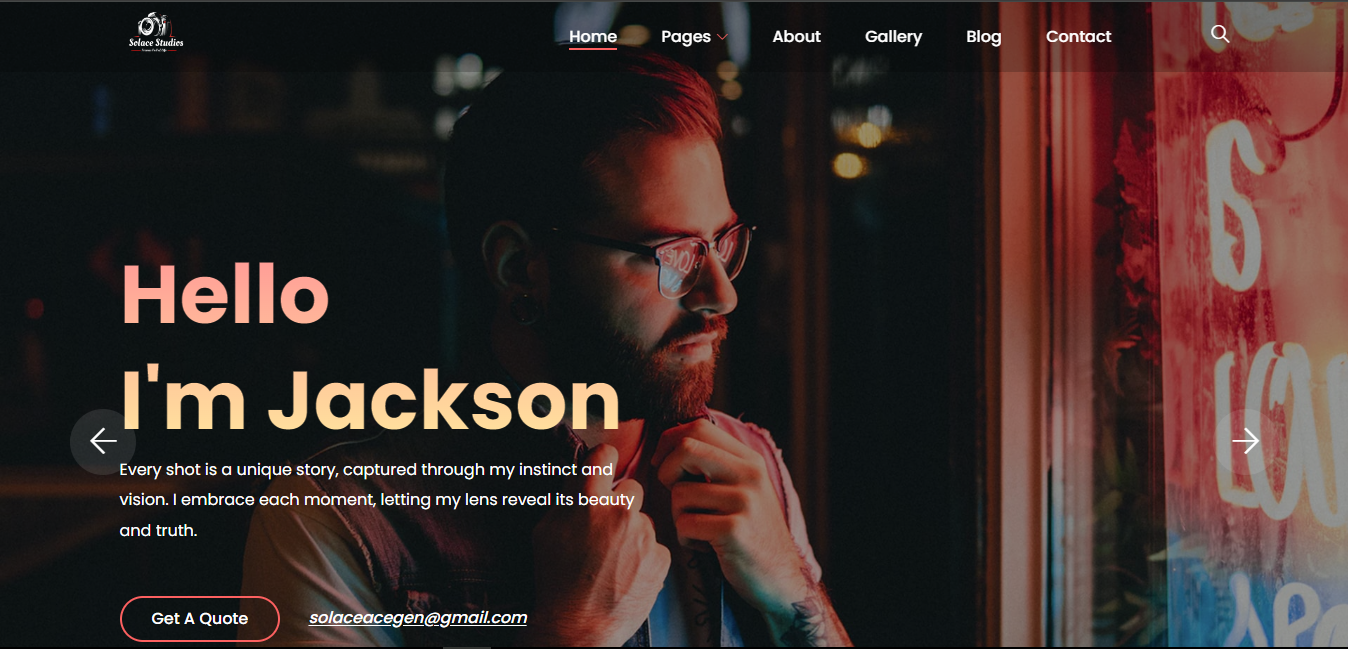 Solace Studies
Home Pages About Gallery Blog Contact
Hello
I'm Jackson
Every shot is a unique story, captured through my instinct and
vision. I embrace each moment, letting my lens reveal its beauty
and truth.
Get A Quote solaceacegen@gmail.com